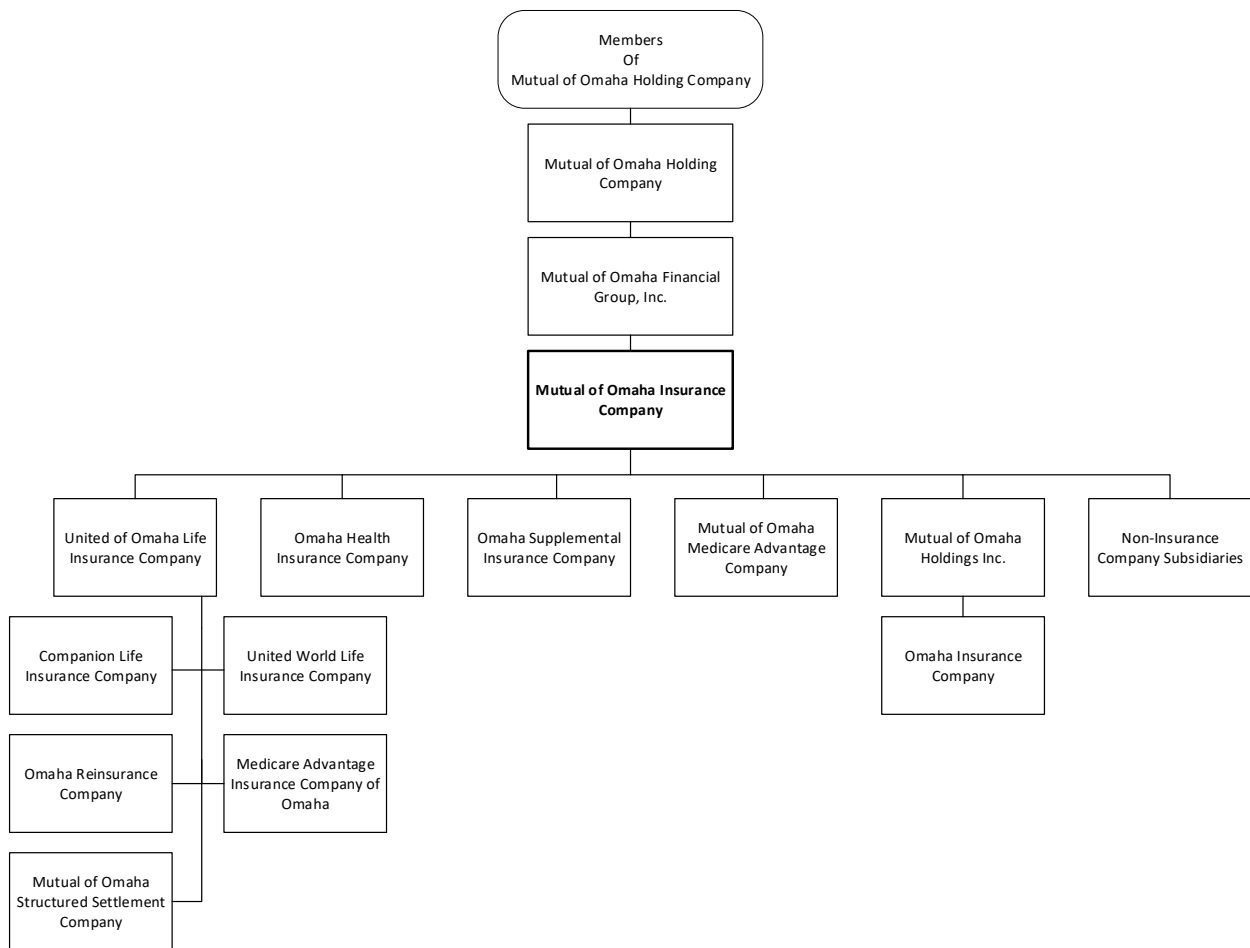 Members
Of
Mutual of Omaha Holding Company
Mutual of Omaha Holding
Company
Mutual of Omaha Financial
Group, Inc.
Mutual of Omaha Insurance
Company
United of Omaha Life
Insurance Company
Omaha Health
Insurance Company
Omaha Supplemental
Insurance Company
Mutual of Omaha
Medicare Advantage
Company
Mutual of Omaha
Holdings Inc.
Non-Insurance
Company Subsidiaries
Companion Life
Insurance Company
United World Life
Insurance Company
Omaha Insurance
Company
Omaha Reinsurance
Company
Medicare Advantage
Insurance Company of
Omaha
Mutual of Omaha
Structured Settlement
Company